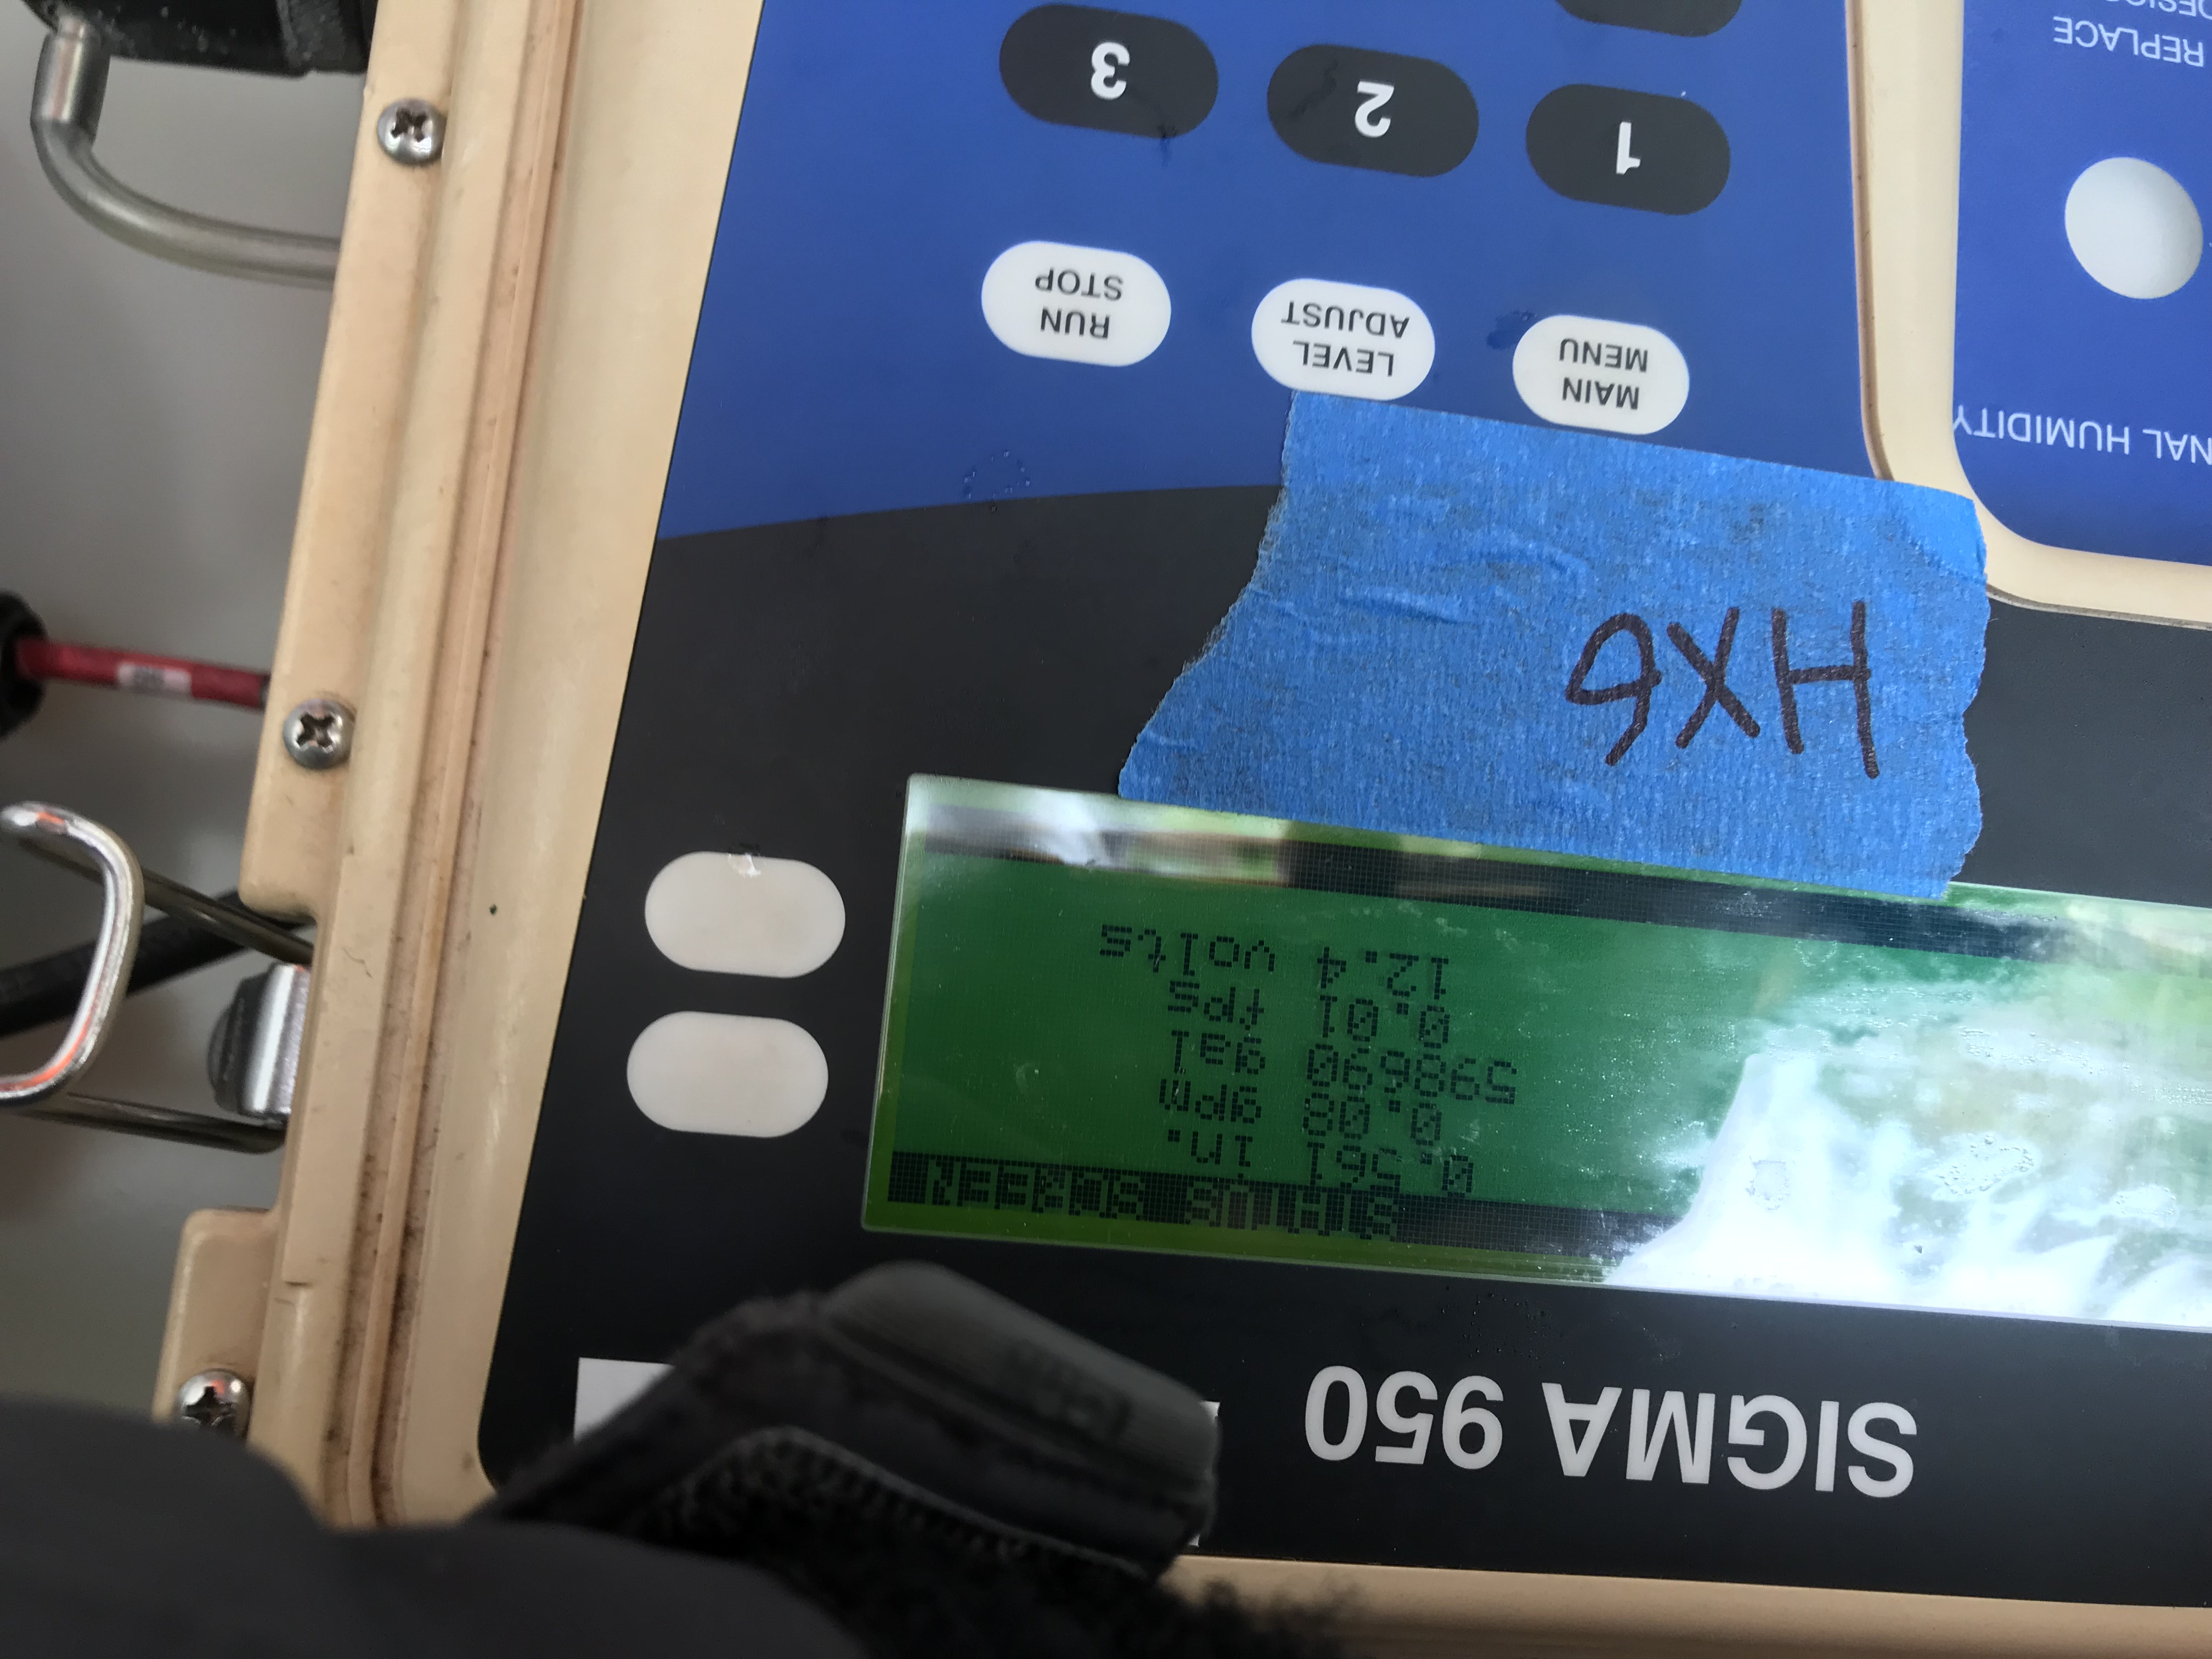 SIGMA 950
STATUS SCREEN
0.561 in.
0.08 gpm
598690 gal
0.01 fps
12.4 volts
HX6
NAL HUMIDITY
MAIN
MENU
LEVEL
ADJUST
RUN
STOP
1
2
3
REPLACE